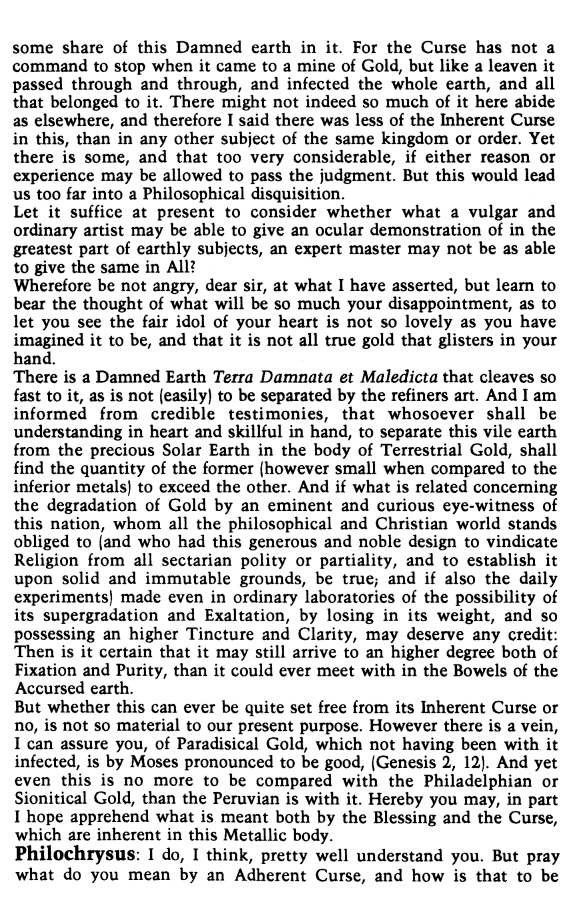 some share of this Damned earth in it. For the Curse has not a
command to stop when it came to a mine of Gold, but like a leaven it
passed through and through, and infected the whole earth, and all
that belonged to it. There might not indeed so much of it here abide
as elsewhere, and therefore I said there was less of the Inherent Curse
in this, than in any other subject of the same kingdom or order. Yet
there is some, and that too very considerable, if either reason or
experience may be allowed to pass the judgment. But this would lead
us too far into a Philosophical disquisition.
Let it suffice at present to consider whether what a vulgar and
ordinary artist may be able to give an ocular demonstration of in the
greatest part of earthly subjects, an expert master may not be as able
to give the same in All?
Wherefore be not angry, dear sir, at what I have asserted, but learn to
bear the thought of what will be so much your disappointment, as to
let you see the fair idol of your heart is not so lovely as you have
imagined it to be, and that it is not all true gold that glisters in your
hand.
There is a Damned Earth Terra Damnata et Maledicta that cleaves so
fast to it, as is not (easily) to be separated by the refiners art. And I am
informed from credible testimonies, that whosoever shall be
understanding in heart and skillful in hand, to separate this vile earth
from the precious Solar Earth in the body of Terrestrial Gold, shall
find the quantity of the former (however small when compared to the
inferior metals) to exceed the other. And if what is related concerning
the degradation of Gold by an eminent and curious eye-witness of
this nation, whom all the philosophical and Christian world stands
obliged to (and who had this generous and noble design to vindicate
Religion from all sectarian polity or partiality, and to establish it
upon solid and immutable grounds, be true; and if also the daily
experiments) made even in ordinary laboratories of the possibility of
its supergradation and Exaltation, by losing in its weight, and so
possessing an higher Tincture and Clarity, may deserve any credit:
Then is it certain that it may still arrive to an higher degree both of
Fixation and Purity, than it could ever meet with in the Bowels of the
Accursed earth.
But whether this can ever be quite set free from its Inherent Curse or
no, is not so material to our present purpose. However there is a vein,
I can assure you, of Paradisical Gold, which not having been with it
infected, is by Moses pronounced to be good, (Genesis 2, 12). And yet
even this is no more to be compared with the Philadelphian or
Sionitical Gold, than the Peruvian is with it. Hereby you may, in part
I hope apprehend what is meant both by the Blessing and the Curse,
which are inherent in this Metallic body.
Philochrysus: I do, I think, pretty well understand you. But pray
what do you mean by an Adherent Curse, and how is that to be